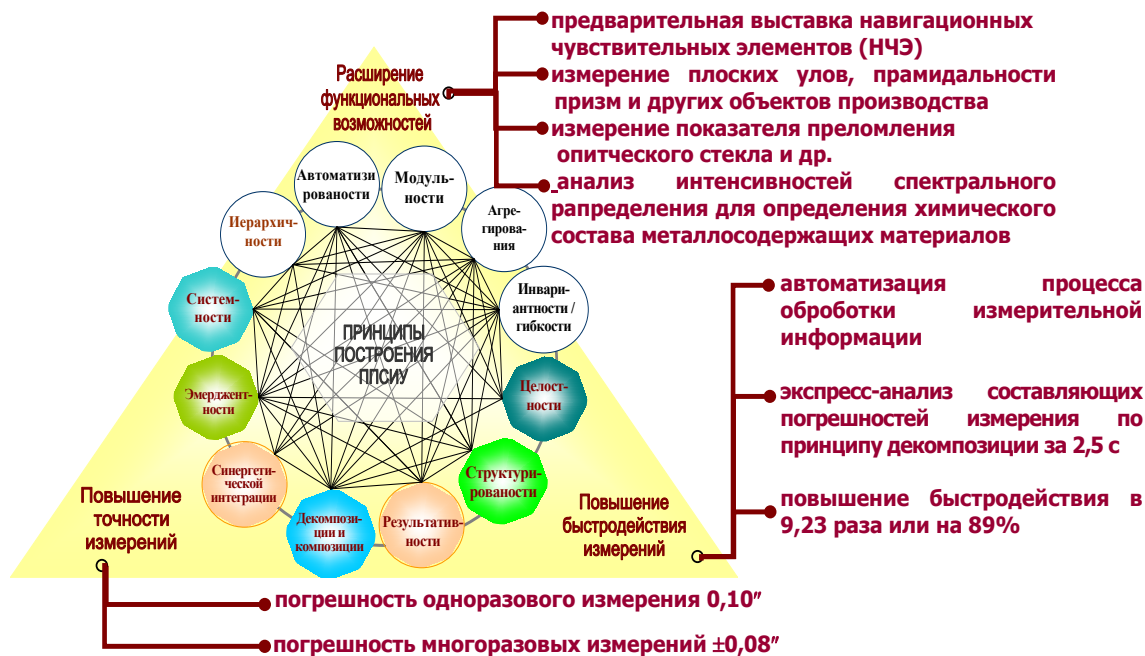 предварительная выставка навигационных
чувствительных элементов (НЧЭ)
измерение плоских улов, прамидальности
призм и других объектов производства
измерение показателя преломления
опитческого стекла и др.
анализ интенсивностей спектрального
рапределения для определения химического
состава металлосодержащих материалов
Расширение
функциональных
возможностей
Автоматизи
рованости
Модуль-
ности
Агре-
гирова-
ния
Иерархич-
ности
Инвари-
антности /
гибкости
Систем-
ности
ПРИНЦИПЫ
ПОСТРОЕНИЯ
ППСИУ
Целост-
ности
Эмерджент-
ности
Структури-
рованости
Синергети-
ческой
интеграции
Декомпози-
ции и
композиции
Результатив-
ности
автоматизация процесса
обработки измерительной
информации
экспресс-анализ составляющих
погрешностей измерения по
принципу декомпозиции за 2,5 с
повышение быстродействия в
9,23 раза или на 89%
Повышение
точности
измерений
Повышение
быстродействия
измерений
погрешность одноразового измерения 0,10″
погрешность многоразовых измерений ±0,08″